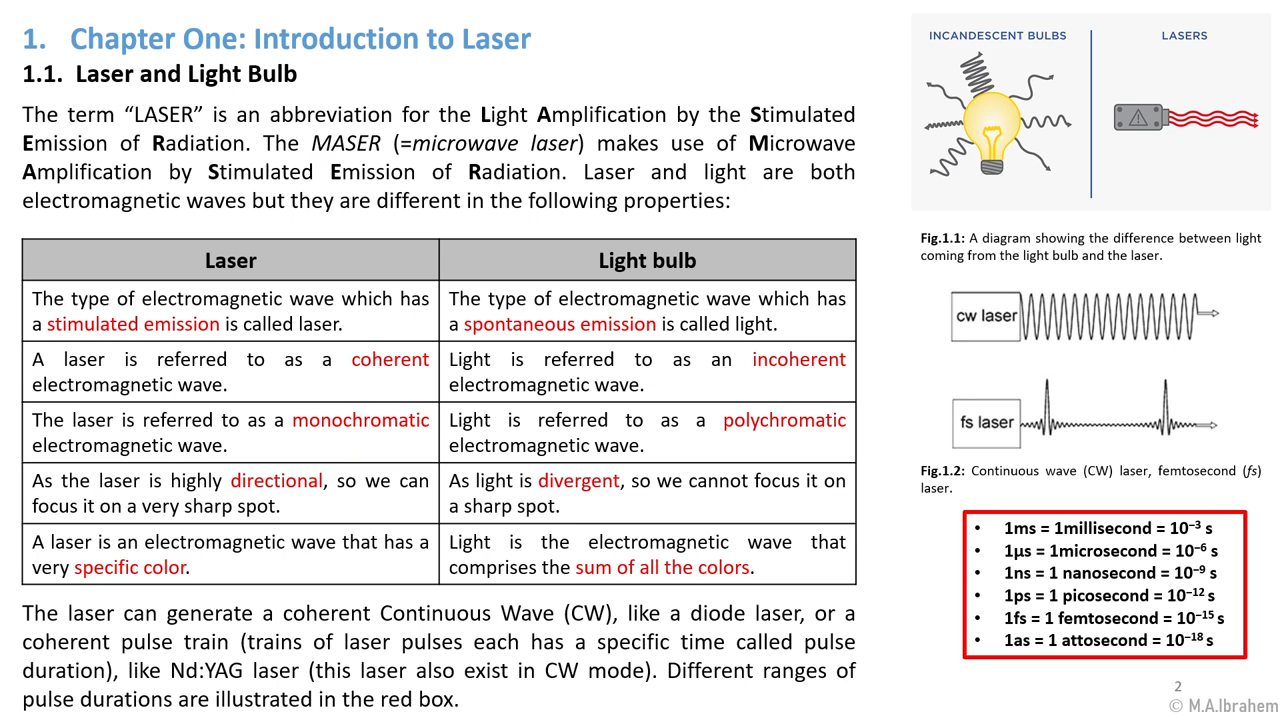 1. Chapter One: Introduction to Laser
1.1. Laser and Light Bulb
The term “LASER” is an abbreviation for the Light Amplification by the Stimulated
Emission of Radiation. The MASER (=microwave laser) makes use of Microwave
Amplification by Stimulated Emission of Radiation. Laser and light are both
electromagnetic waves but they are different in the following properties:
Laser
Light bulb
The type of electromagnetic wave which has
a stimulated emission is called laser.
The type of electromagnetic wave which has
a spontaneous emission is called light.
A laser is referred to as a coherent
electromagnetic wave.
Light is referred to as an incoherent
electromagnetic wave.
The laser is referred to as a monochromatic
electromagnetic wave.
Light is referred to as a polychromatic
electromagnetic wave.
As the laser is highly directional, so we can
focus it on a very sharp spot.
As light is divergent, so we cannot focus it on
a sharp spot.
A laser is an electromagnetic wave that has a
very specific color.
Light is the electromagnetic wave that
comprises the sum of all the colors.
The laser can generate a coherent Continuous Wave (CW), like a diode laser, or a
coherent pulse train (trains of laser pulses each has a specific time called pulse
duration), like Nd:YAG laser (this laser also exist in CW mode). Different ranges of
pulse durations are illustrated in the red box.
INCANDESCENT BULBS
LASERS
Fig.1.1: A diagram showing the difference between light
coming from the light bulb and the laser.
cw laser
fs laser
Fig.1.2: Continuous wave (CW) laser, femtosecond (fs)
laser.
• 1ms = 1millisecond = 10⁻³ s
• 1µs = 1microsecond = 10⁻⁶ s
• 1ns = 1 nanosecond = 10⁻⁹ s
• 1ps = 1 picosecond = 10⁻¹² s
• 1fs = 1 femtosecond = 10⁻¹⁵ s
• 1as = 1 attosecond = 10⁻¹⁸ s
2
© M.A.Ibrahem